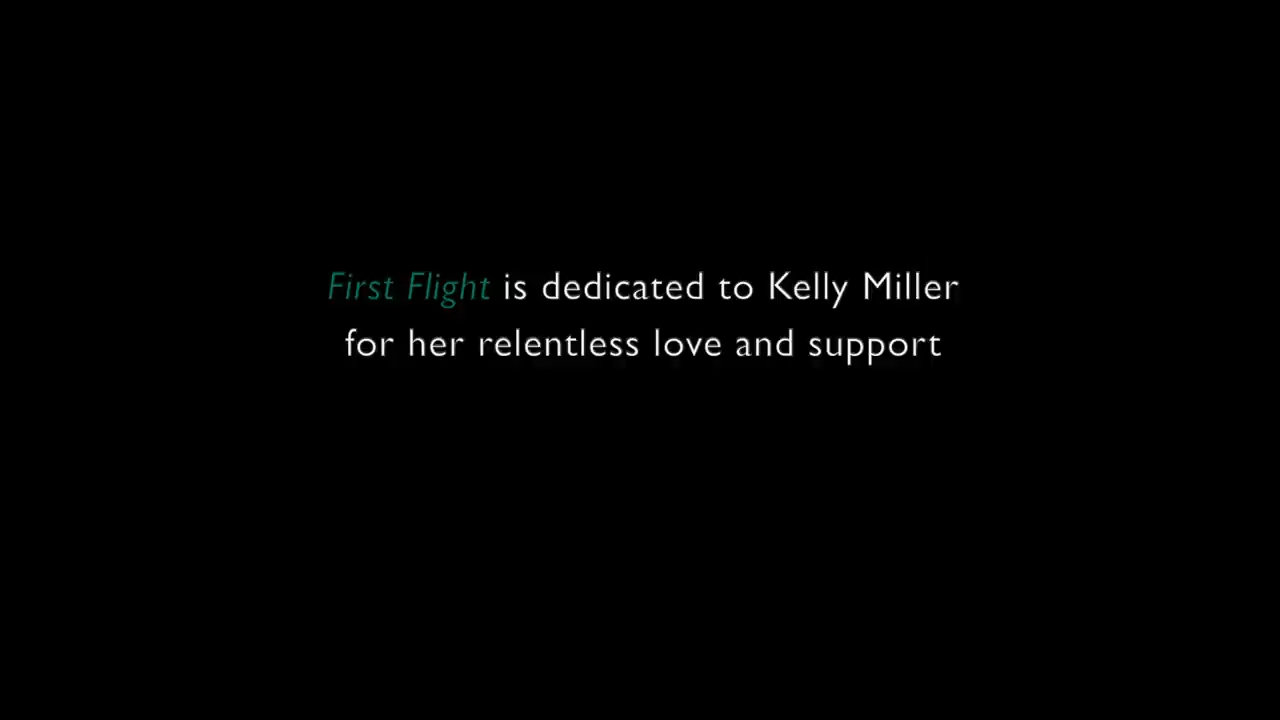 First Flight is dedicated to Kelly Miller
for her relentless love and support